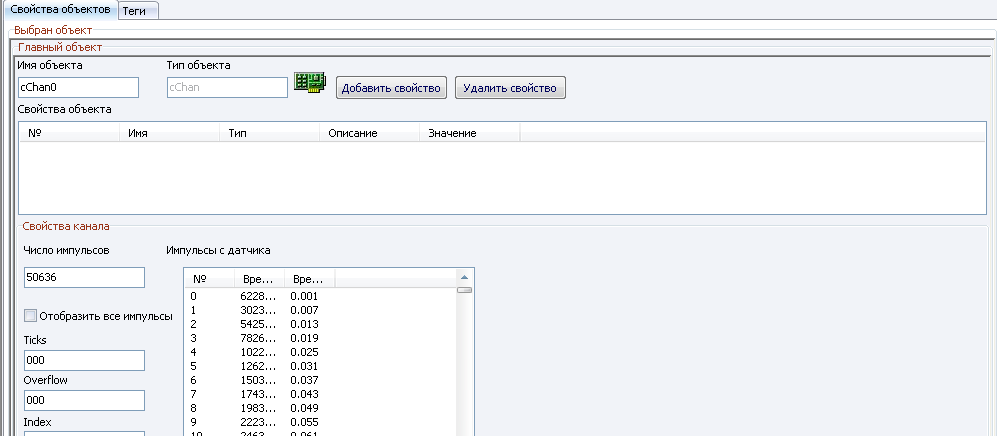 Свойства объектов Теги
Выбран объект
Главный объект
Имя объекта Тип объекта
cChan0 cChan Добавить свойство Удалить свойство
Свойства объекта
№ Имя Тип Описание Значение
Свойства канала
Число импульсов Импульсы с датчика
50636
№ Вре... Вре...
0 6228... 0.001
1 3023... 0.007
Отобразить все импульсы
2 5425... 0.013
Ticks
3 7826... 0.019
000
4 1022... 0.025
5 1262... 0.031
Overflow
6 1503... 0.037
000
7 1743... 0.043
8 1983... 0.049
Index
9 2223... 0.055
10 2463... 0.061